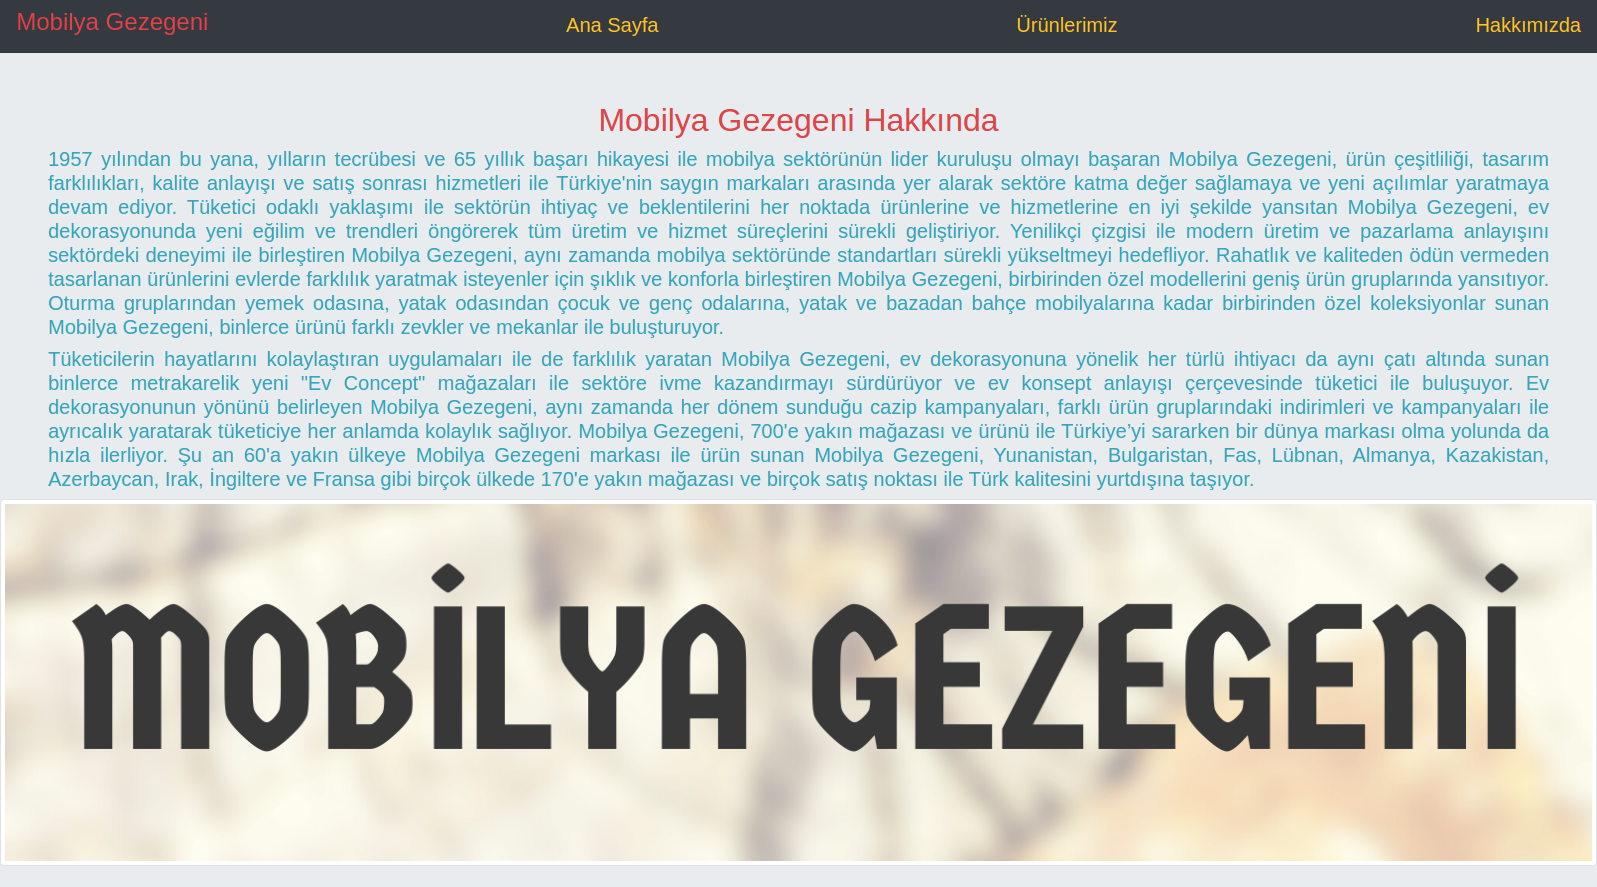 Mobilya Gezegeni
Ana Sayfa
Ürünlerimiz
Hakkımızda
Mobilya Gezegeni Hakkında
1957 yılından bu yana, yılların tecrübesi ve 65 yıllık başarı hikayesi ile mobilya sektörünün lider kuruluşu olmayı başaran Mobilya Gezegeni, ürün çeşitliliği, tasarım
farklılıkları, kalite anlayışı ve satış sonrası hizmetleri ile Türkiye'nin saygın markaları arasında yer alarak sektöre katma değer sağlamaya ve yeni açılımlar yaratmaya
devam ediyor. Tüketici odaklı yaklaşımı ile sektörün ihtiyaç ve beklentilerini her noktada ürünlerine ve hizmetlerine en iyi şekilde yansıtan Mobilya Gezegeni, ev
dekorasyonunda yeni eğilim ve trendleri öngörerek tüm üretim ve hizmet süreçlerini sürekli geliştiriyor. Yenilikçi çizgisi ile modern üretim ve pazarlama anlayışını
sektördeki deneyimi ile birleştiren Mobilya Gezegeni, aynı zamanda mobilya sektöründe standartları sürekli yükseltmeyi hedefliyor. Rahatlık ve kaliteden ödün vermeden
tasarlanan ürünlerini evlerde farklılık yaratmak isteyenler için şıklık ve konforla birleştiren Mobilya Gezegeni, birbirinden özel modellerini geniş ürün gruplarında yansıtıyor.
Oturma gruplarından yemek odasına, yatak odasından çocuk ve genç odalarına, yatak ve bazadan bahçe mobilyalarına kadar birbirinden özel koleksiyonlar sunan
Mobilya Gezegeni, binlerce ürünü farklı zevkler ve mekanlar ile buluşturuyor.
Tüketicilerin hayatlarını kolaylaştıran uygulamaları ile de farklılık yaratan Mobilya Gezegeni, ev dekorasyonuna yönelik her türlü ihtiyacı da aynı çatı altında sunan
binlerce metrakarelik yeni "Ev Concept" mağazaları ile sektöre ivme kazandırmayı sürdürüyor ve ev konsept anlayışı çerçevesinde tüketici ile buluşuyor. Ev
dekorasyonunun yönünü belirleyen Mobilya Gezegeni, aynı zamanda her dönem sunduğu cazip kampanyaları, farklı ürün gruplarındaki indirimleri ve kampanyaları ile
ayrıcalık yaratarak tüketiciye her anlamda kolaylık sağlıyor. Mobilya Gezegeni, 700'e yakın mağazası ve ürünü ile Türkiye’yi sararken bir dünya markası olma yolunda da
hızla ilerliyor. Şu an 60'a yakın ülkeye Mobilya Gezegeni markası ile ürün sunan Mobilya Gezegeni, Yunanistan, Bulgaristan, Fas, Lübnan, Almanya, Kazakistan,
Azerbaycan, Irak, İngiltere ve Fransa gibi birçok ülkede 170'e yakın mağazası ve birçok satış noktası ile Türk kalitesini yurtdışına taşıyor.
MOBİLYA GEZEGENİ